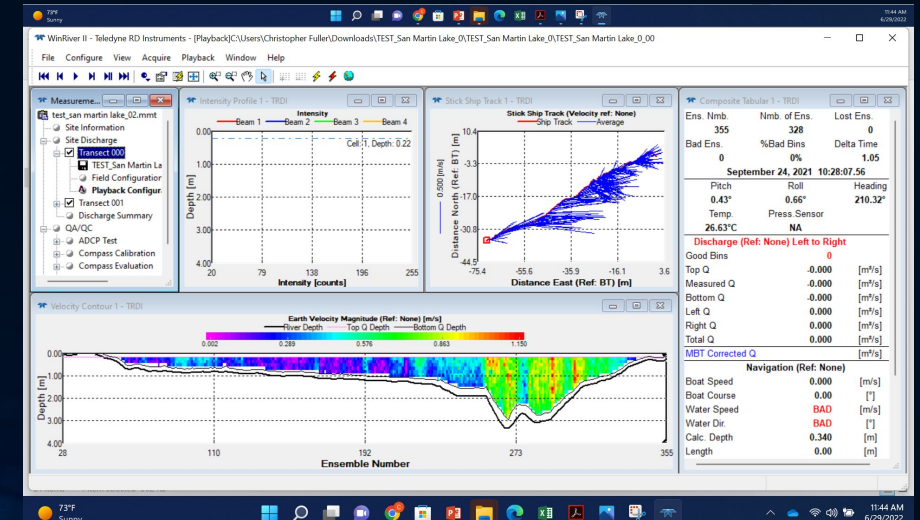 73°F
Sunny
11:44 AM
6/29/2022
WinRiver II - Teledyne RD Instruments - [Playback]C:\Users\Christopher Fuller\Downloads\TEST_San Martin Lake_0\TEST_San Martin Lake_0\TEST_San Martin Lake_0_00
File Configure View Acquire Playback Window Help
Measureme...
test_san martin lake_02.mmt
Site Information
Site Discharge
Transect 000
TEST_San Martin La
Field Configuration
Playback Configur.
Transect 001
Discharge Summary
QA/QC
ADCP Test
Compass Calibration
Compass Evaluation
Intensity Profile 1 - TRDI
Intensity
Beam 1 Beam 2 Beam 3 Beam 4
Cell: 1, Depth: 0.22
Depth [m]
0.00
1.00
2.00
3.00
4.00
20 79 138 196 255
Intensity [counts]
Stick Ship Track 1 - TRDI
Stick Ship Track (Velocity ref: None)
Ship Track Average
0.500 [m/s]
Distance North (Ref: BT) [m]
10.4
-3.3
-17.0
-30.8
-44.5
-75.4 -55.6 -35.9 -16.1 3.6
Distance East (Ref: BT) [m]
Composite Tabular 1 - TRDI
Ens. Nmb. Nmb. of Ens. Lost Ens.
355 328 0
Bad Ens. %Bad Bins Delta Time
0 0% 1.05
September 24, 2021 10:28:07.56
Pitch Roll Heading
0.43° 0.66° 210.32°
Temp. Press.Sensor
26.63°C NA
Discharge (Ref: None) Left to Right
Good Bins 0
Top Q -0.000 [m³/s]
Measured Q -0.000 [m³/s]
Bottom Q -0.000 [m³/s]
Left Q 0.000 [m³/s]
Right Q 0.000 [m³/s]
Total Q 0.000 [m³/s]
MBT Corrected Q [m³/s]
Navigation (Ref: None)
Boat Speed 0.000 [m/s]
Boat Course 0.00 [°]
Water Speed BAD [m/s]
Water Dir. BAD [°]
Calc. Depth 0.340 [m]
Length 0.00 [m]
Velocity Contour 1 - TRDI
Earth Velocity Magnitude (Ref: None) [m/s]
River Depth Top Q Depth Bottom Q Depth
0.002 0.289 0.576 0.863 1.150
Depth [m]
0.00
1.00
2.00
3.00
4.00
28 110 192 273 355
Ensemble Number
73°F
Sunny
11:44 AM
6/29/2022